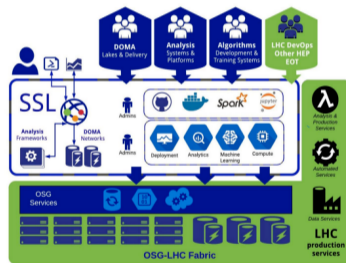 DOMA
Lakes & Delivery
Analysis
Systems &
Platforms
Algorithms
Development &
Training Systems
LHC DevOps
Other HEP
EOT
SSL
Admins
Spark
jupyter
Analysis
Frameworks
DOMA
Networks
Admins
Deployment
Analytics
Machine
Learning
Compute
Analysis &
Production
Services
Automated
Services
Data Services
LHC
production
services
OSG
Services
OSG-LHC Fabric